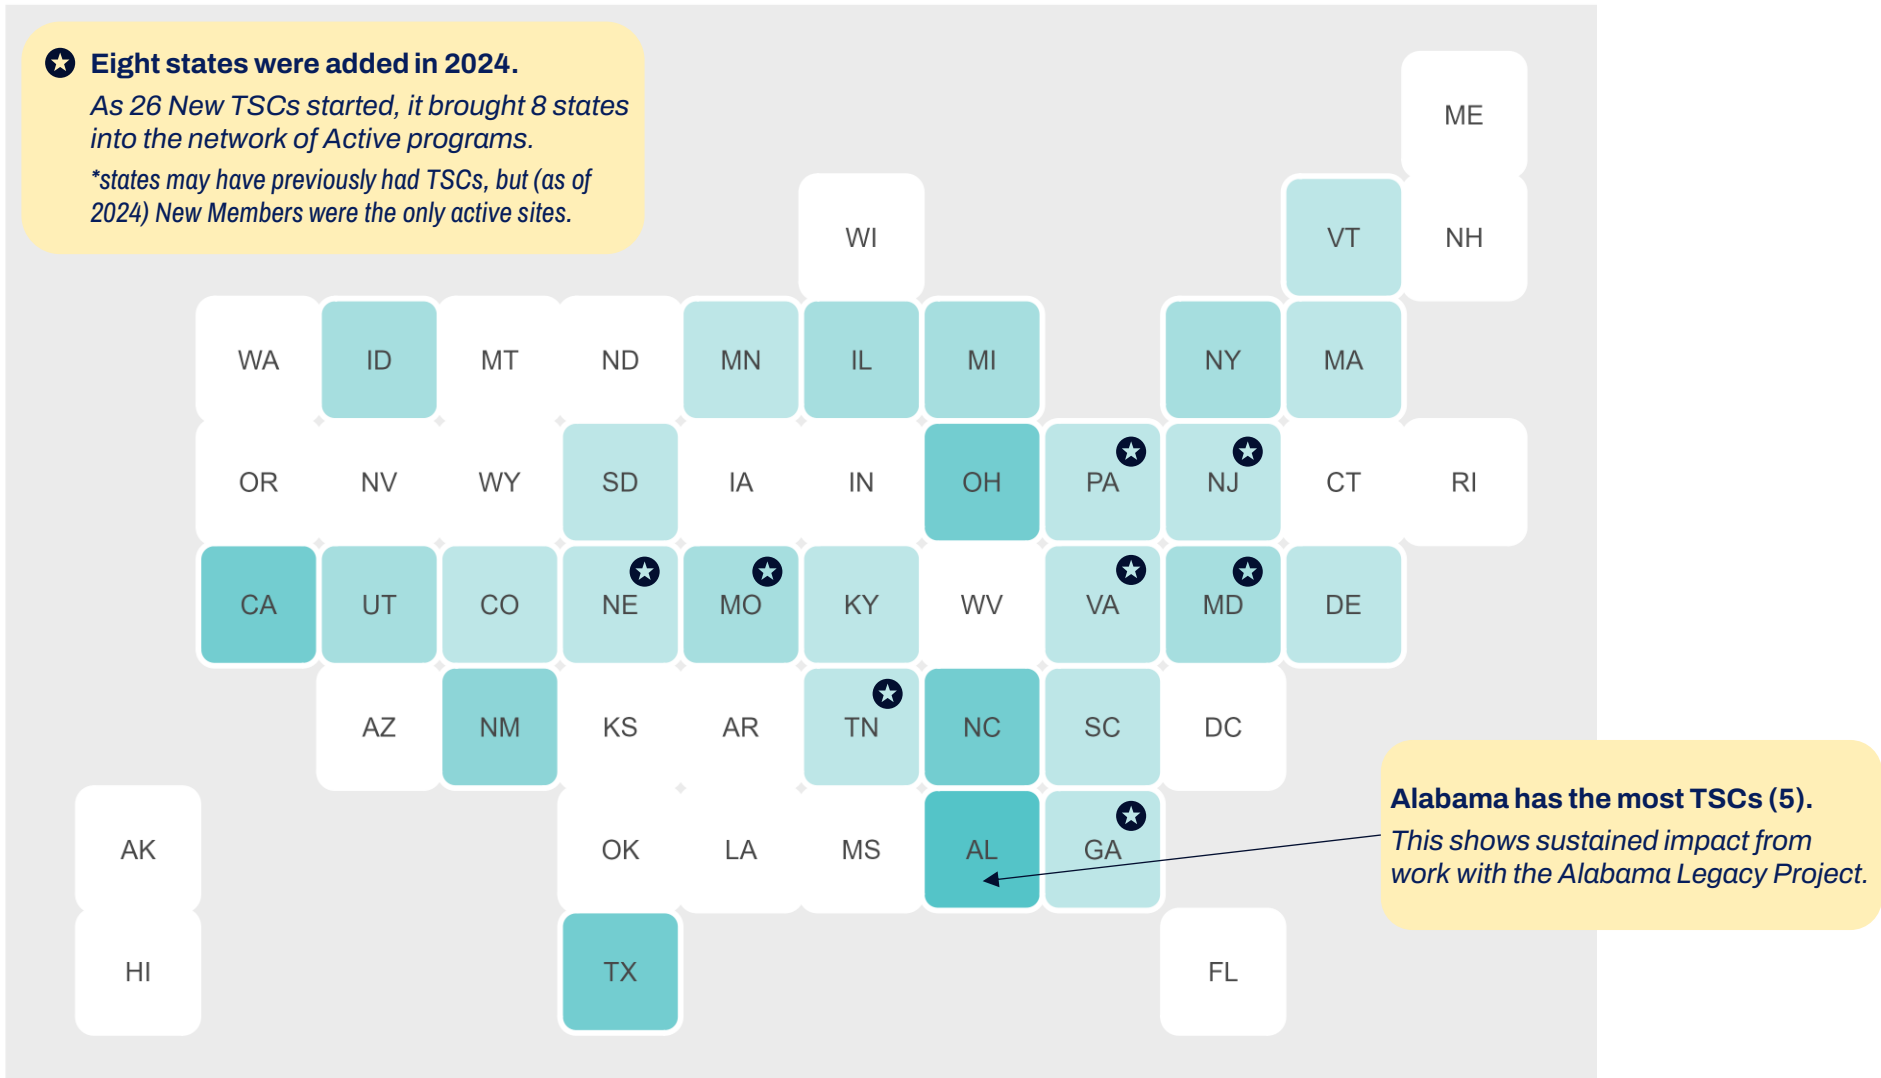 Eight states were added in 2024.
As 26 New TSCs started, it brought 8 states
into the network of Active programs.
*states may have previously had TSCs, but (as of
2024) New Members were the only active sites.
ME
WI
VT
NH
WA
ID
MT
ND
MN
IL
MI
NY
MA
OR
NV
WY
SD
IA
IN
OH
PA
NJ
CT
RI
CA
UT
CO
NE
MO
KY
WV
VA
MD
DE
AZ
NM
KS
AR
TN
NC
SC
DC
Alabama has the most TSCs (5).
This shows sustained impact from
work with the Alabama Legacy Project.
AK
OK
LA
MS
AL
GA
HI
TX
FL